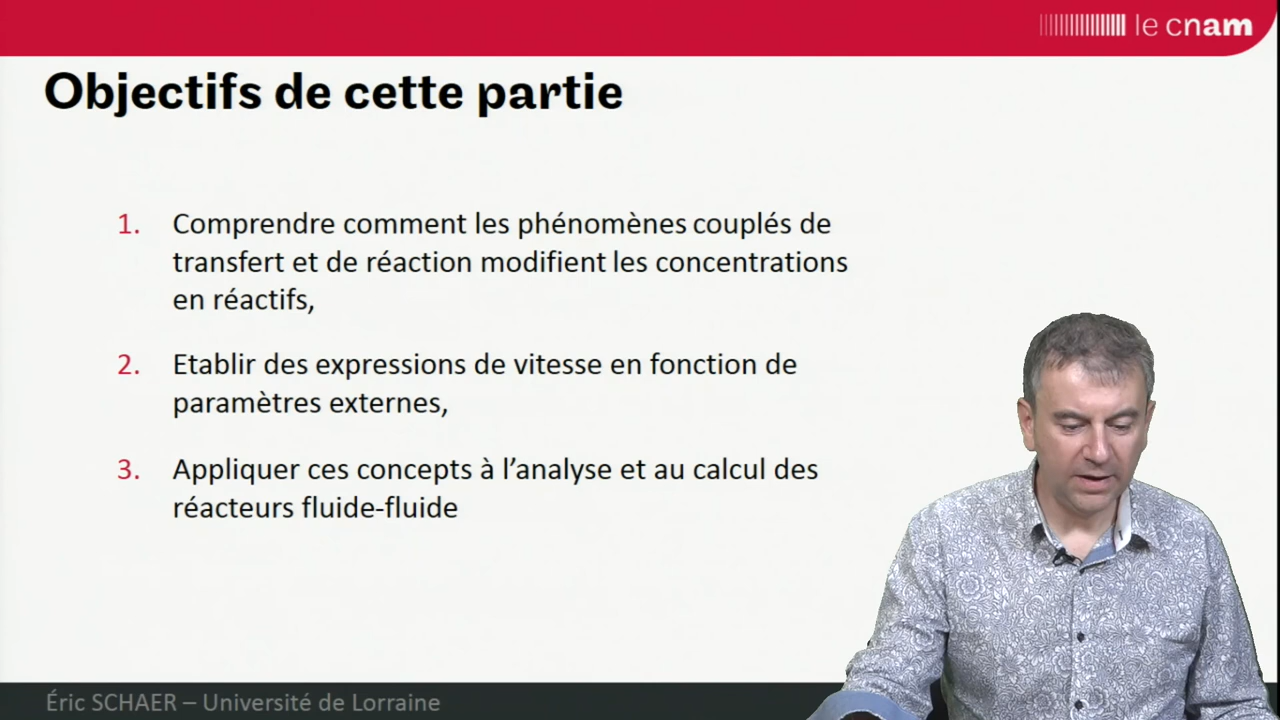 le cnam
Objectifs de cette partie
1. Comprendre comment les phénomènes couplés de
transfert et de réaction modifient les concentrations
en réactifs,
2. Etablir des expressions de vitesse en fonction de
paramètres externes,
3. Appliquer ces concepts à l’analyse et au calcul des
réacteurs fluide-fluide
Éric SCHAER – Université de Lorraine